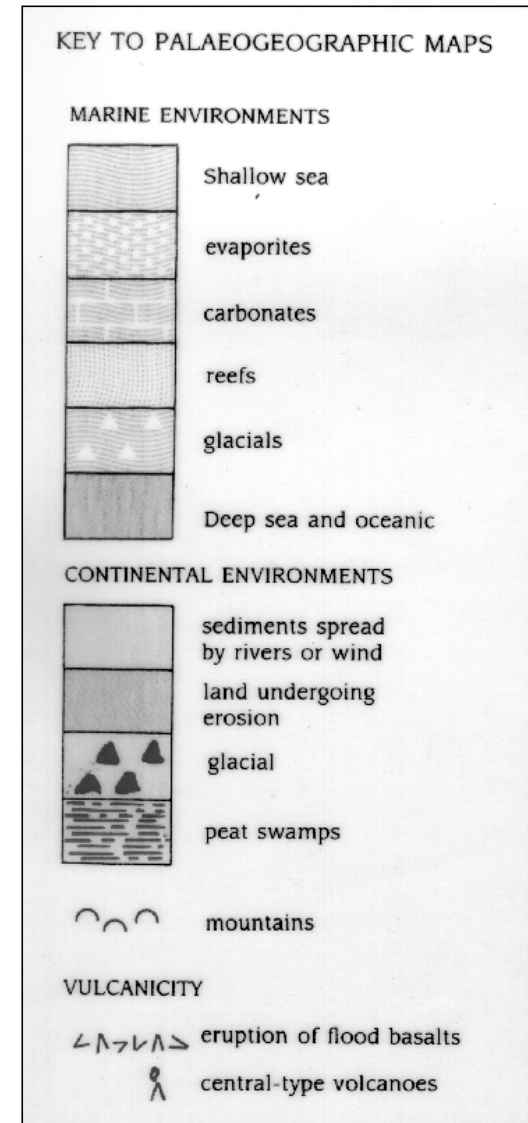 KEY TO PALAEOGEOGRAPHIC MAPS
MARINE ENVIRONMENTS
Shallow sea
evaporites
carbonates
reefs
glacials
Deep sea and oceanic
CONTINENTAL ENVIRONMENTS
sediments spread
by rivers or wind
land undergoing
erosion
glacial
peat swamps
mountains
VULCANICITY
eruption of flood basalts
central-type volcanoes